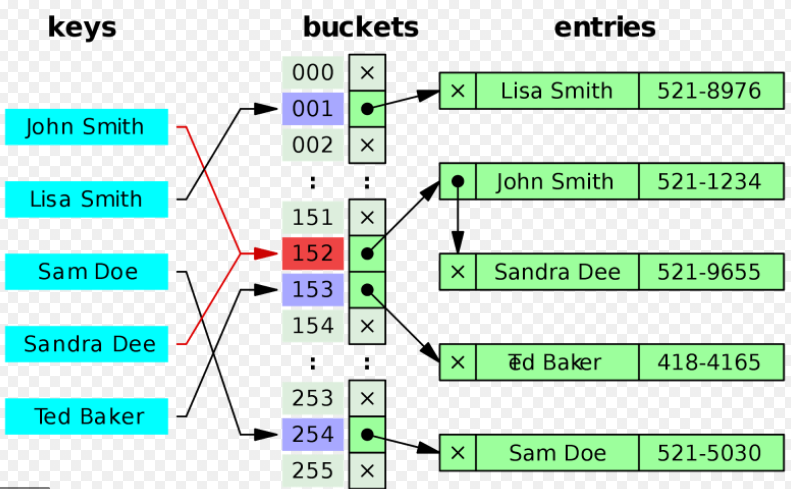 keys buckets entries
000 ×
001 × Lisa Smith 521-8976
002 ×
: :
John Smith
Lisa Smith
Sam Doe
Sandra Dee
Ted Baker
151 ×
152 John Smith 521-1234
153 × Sandra Dee 521-9655
154 ×
× Ted Baker 418-4165
: :
253 ×
254 × Sam Doe 521-5030
255 ×